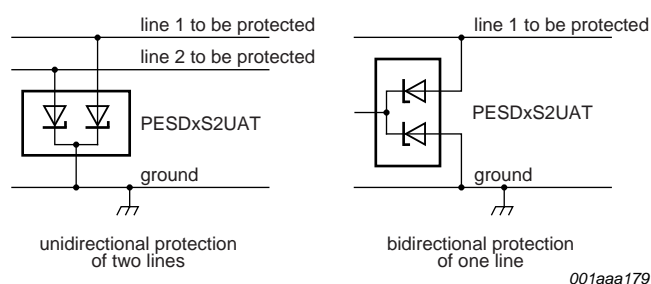 line 1 to be protected
line 2 to be protected
PESDxS2UAT
ground
unidirectional protection
of two lines
line 1 to be protected
PESDxS2UAT
ground
bidirectional protection
of one line
001aaa179